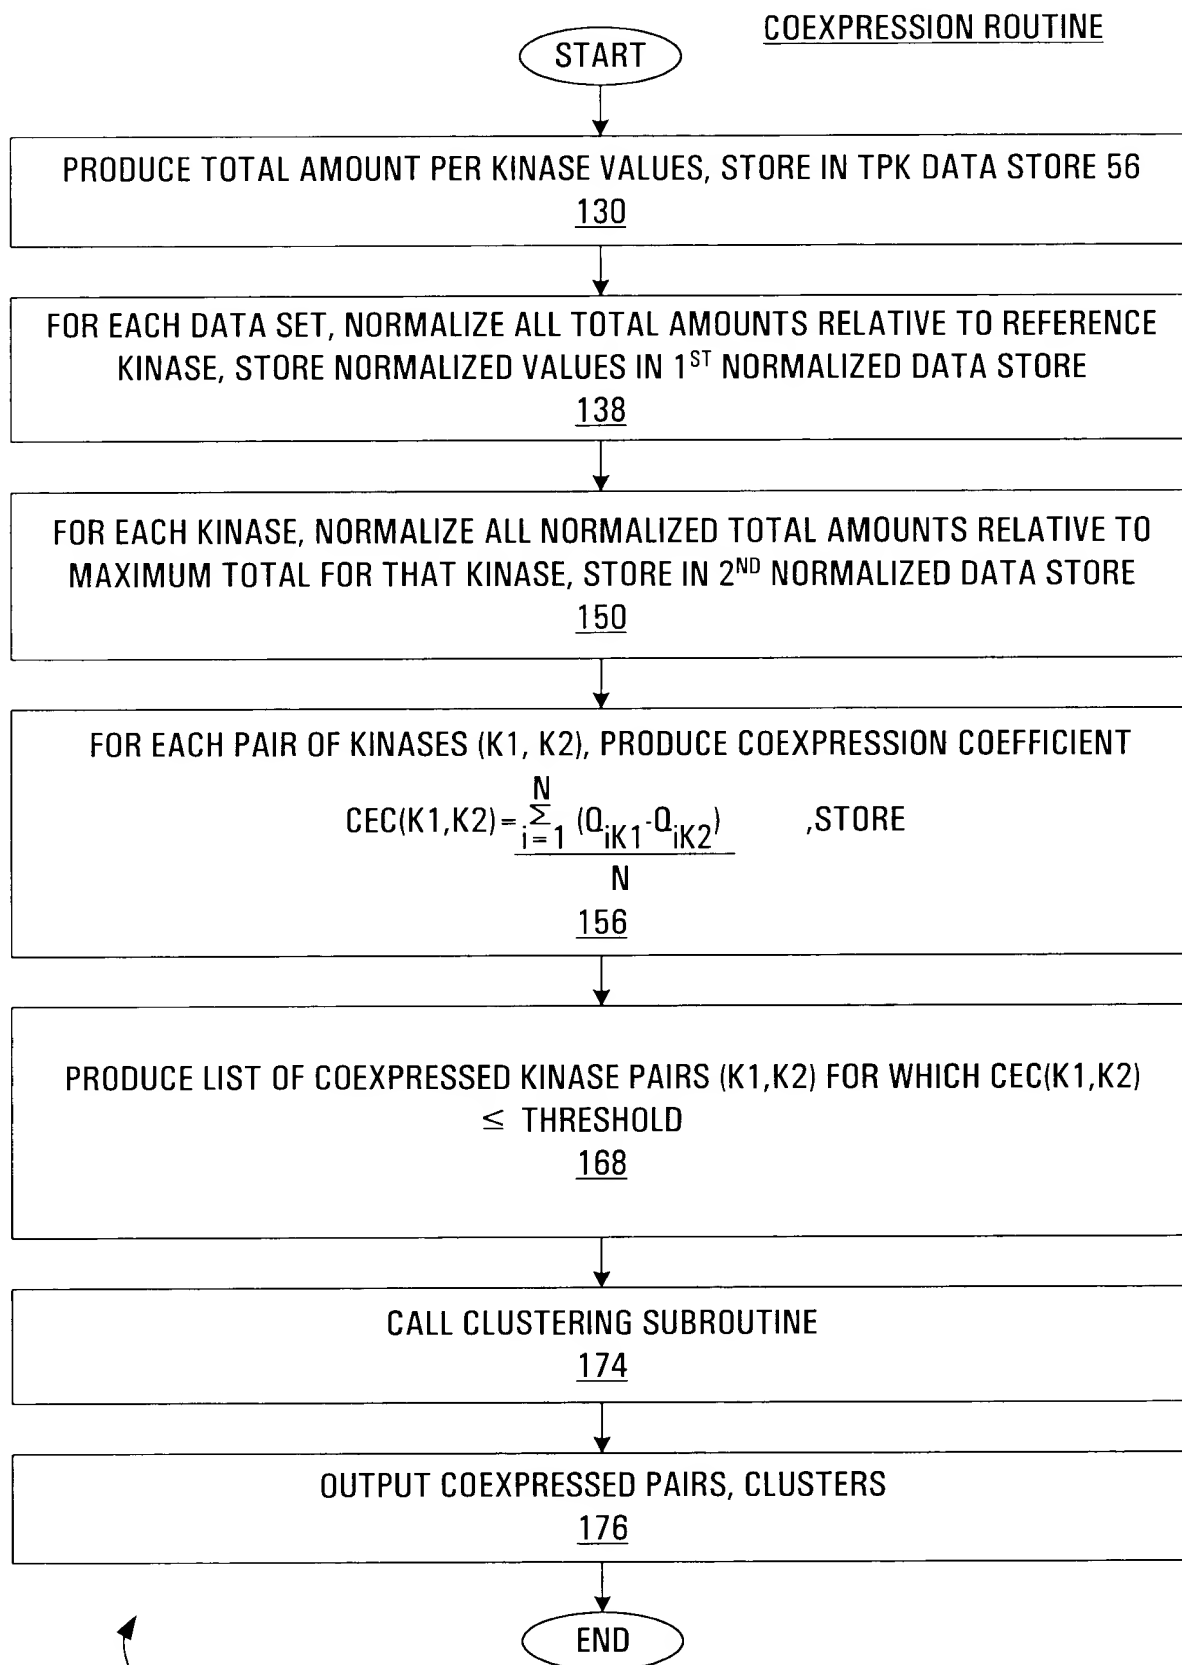 COEXPRESSION ROUTINE
START
PRODUCE TOTAL AMOUNT PER KINASE VALUES, STORE IN TPK DATA STORE 56
130
FOR EACH DATA SET, NORMALIZE ALL TOTAL AMOUNTS RELATIVE TO REFERENCE
KINASE, STORE NORMALIZED VALUES IN 1ST NORMALIZED DATA STORE
138
FOR EACH KINASE, NORMALIZE ALL NORMALIZED TOTAL AMOUNTS RELATIVE TO
MAXIMUM TOTAL FOR THAT KINASE, STORE IN 2ND NORMALIZED DATA STORE
150
FOR EACH PAIR OF KINASES (K1, K2), PRODUCE COEXPRESSION COEFFICIENT
N
CEC(K1,K2)= Σ (QiK1-QiK2) ,STORE
i=1
N
156
PRODUCE LIST OF COEXPRESSED KINASE PAIRS (K1,K2) FOR WHICH CEC(K1,K2)
≤ THRESHOLD
168
CALL CLUSTERING SUBROUTINE
174
OUTPUT COEXPRESSED PAIRS, CLUSTERS
176
END